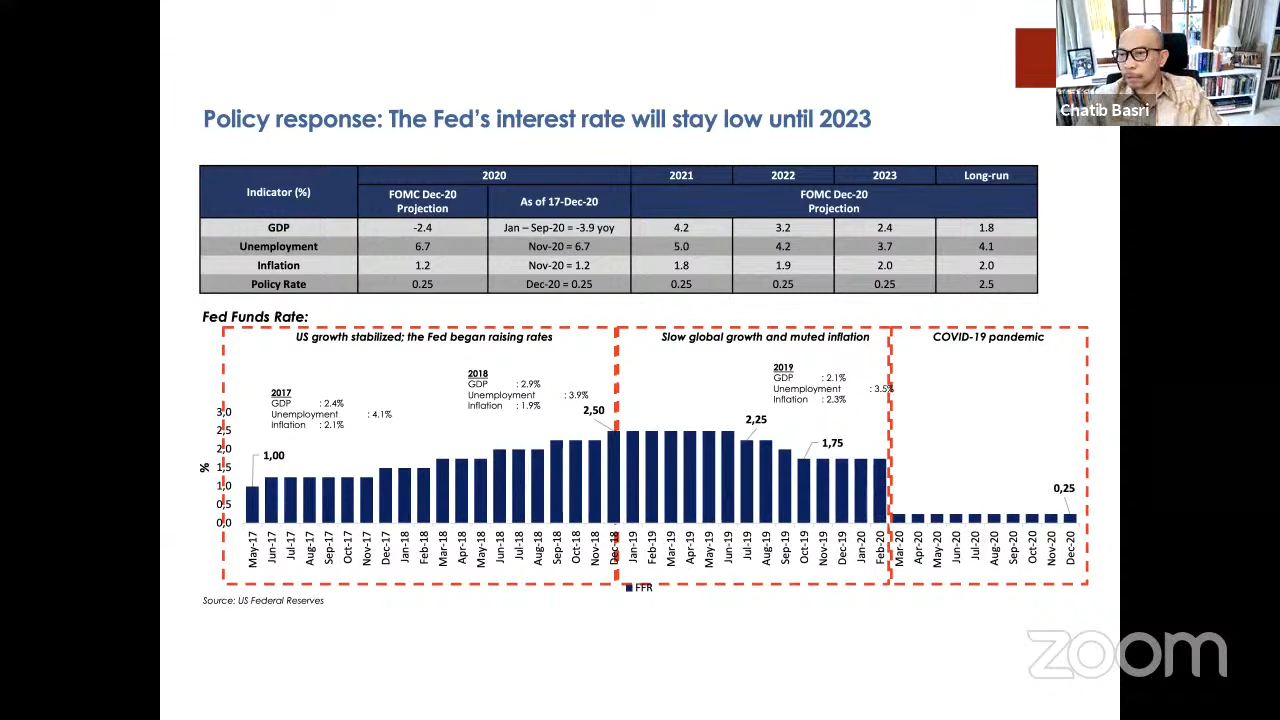 Chatib Basri
Policy response: The Fed's interest rate will stay low until 2023
Indicator (%) 2020 2021 2022 2023 Long-run
FOMC Dec-20 Projection As of 17-Dec-20 FOMC Dec-20 Projection
GDP -2.4 Jan – Sep-20 = -3.9 yoy 4.2 3.2 2.4 1.8
Unemployment 6.7 Nov-20 = 6.7 5.0 4.2 3.7 4.1
Inflation 1.2 Nov-20 = 1.2 1.8 1.9 2.0 2.0
Policy Rate 0.25 Dec-20 = 0.25 0.25 0.25 0.25 2.5
Fed Funds Rate:
US growth stabilized; the Fed began raising rates
Slow global growth and muted inflation
COVID-19 pandemic
2017
GDP : 2.4%
Unemployment : 4.1%
Inflation : 2.1%
2018
GDP : 2.9%
Unemployment : 3.9%
Inflation : 1.9%
2019
GDP : 2.1%
Unemployment : 3.5%
Inflation : 2.3%
1,00
2,50
2,25
1,75
0,25
%
3,0
2,5
2,0
1,5
1,0
0,5
0,0
May-17
Jun-17
Jul-17
Aug-17
Sep-17
Oct-17
Nov-17
Dec-17
Jan-18
Feb-18
Mar-18
Apr-18
May-18
Jun-18
Jul-18
Aug-18
Sep-18
Oct-18
Nov-18
Dec-18
Jan-19
Feb-19
Mar-19
Apr-19
May-19
Jun-19
Jul-19
Aug-19
Sep-19
Oct-19
Nov-19
Dec-19
Jan-20
Feb-20
Mar-20
Apr-20
May-20
Jun-20
Jul-20
Aug-20
Sep-20
Oct-20
Nov-20
Dec-20
FFR
Source: US Federal Reserves
zoom